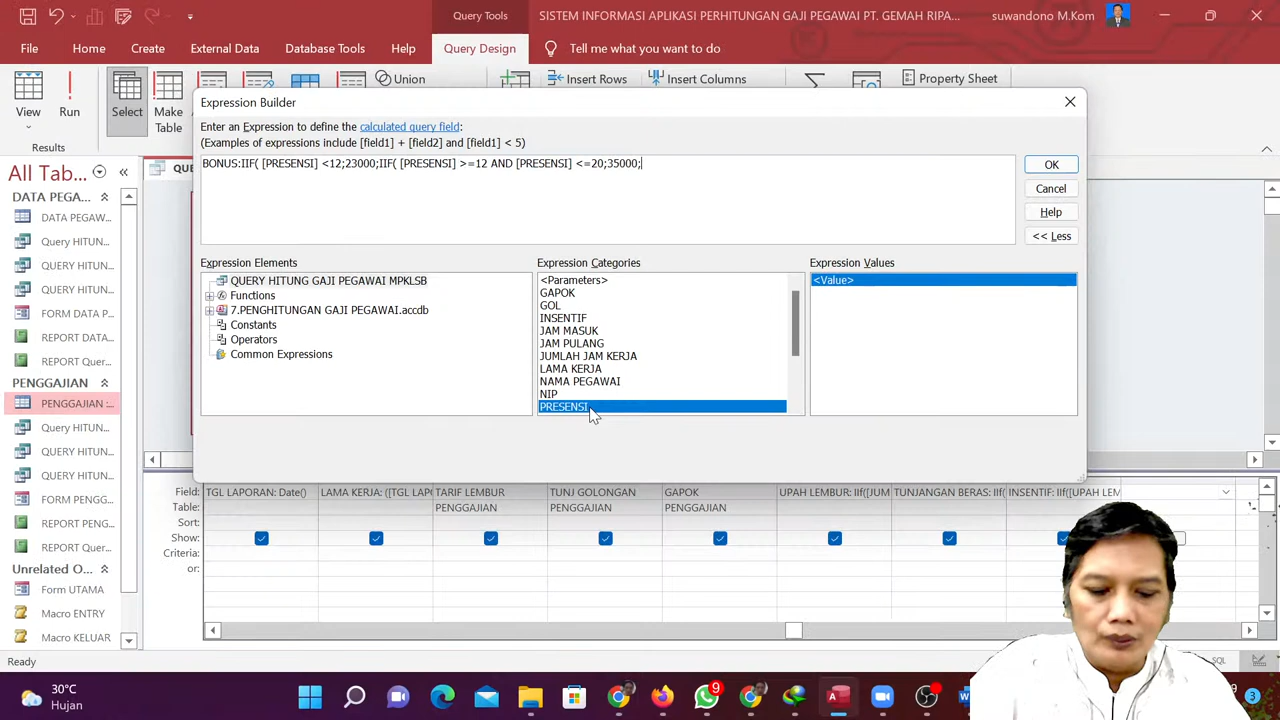 Query Tools
SISTEM INFORMASI APLIKASI PERHITUNGAN GAJI PEGAWAI PT. GEMAH RIPA...
suwandono M.Kom
File
Home
Create
External Data
Database Tools
Help
Query Design
Tell me what you want to do
View
Run
Select
Make
Table
Union
Insert Rows
Insert Columns
Property Sheet
Results
All Tab...
DATA PEGA...
DATA PEGAW...
Query HITUN...
QUERY HITUN...
QUERY HITUN...
FORM DATA P...
REPORT DATA...
REPORT Quer...
PENGGAJIAN
PENGGAJIAN :...
QUERY HITUN...
QUERY HITUN...
FORM PENGG...
REPORT PENG...
REPORT Quer...
Unrelated O...
Form UTAMA
Macro ENTRY
Macro KELUAR
QUE
Expression Builder
Enter an Expression to define the calculated query field:
(Examples of expressions include [field1] + [field2] and [field1] < 5)
BONUS:IIF( [PRESENSI] <12;23000;IIF( [PRESENSI] >=12 AND [PRESENSI] <=20;35000;
OK
Cancel
Help
<< Less
Expression Elements
QUERY HITUNG GAJI PEGAWAI MPKLSB
Functions
7.PENGHITUNGAN GAJI PEGAWAI.accdb
Constants
Operators
Common Expressions
Expression Categories
<Parameters>
GAPOK
GOL
INSENTIF
JAM MASUK
JAM PULANG
JUMLAH JAM KERJA
LAMA KERJA
NAMA PEGAWAI
NIP
PRESENSI
Expression Values
<Value>
Field: TGL LAPORAN: Date() LAMA KERJA: ([TGL LAPO TARIF LEMBUR TUNJ GOLONGAN GAPOK UPAH LEMBUR: IIf([JUM TUNJANGAN BERAS: IIf( INSENTIF: IIf([UPAH LEM
Table: PENGGAJIAN PENGGAJIAN PENGGAJIAN
Sort:
Show:
Criteria:
or:
Ready
SQL
30°C
Hujan
9
3